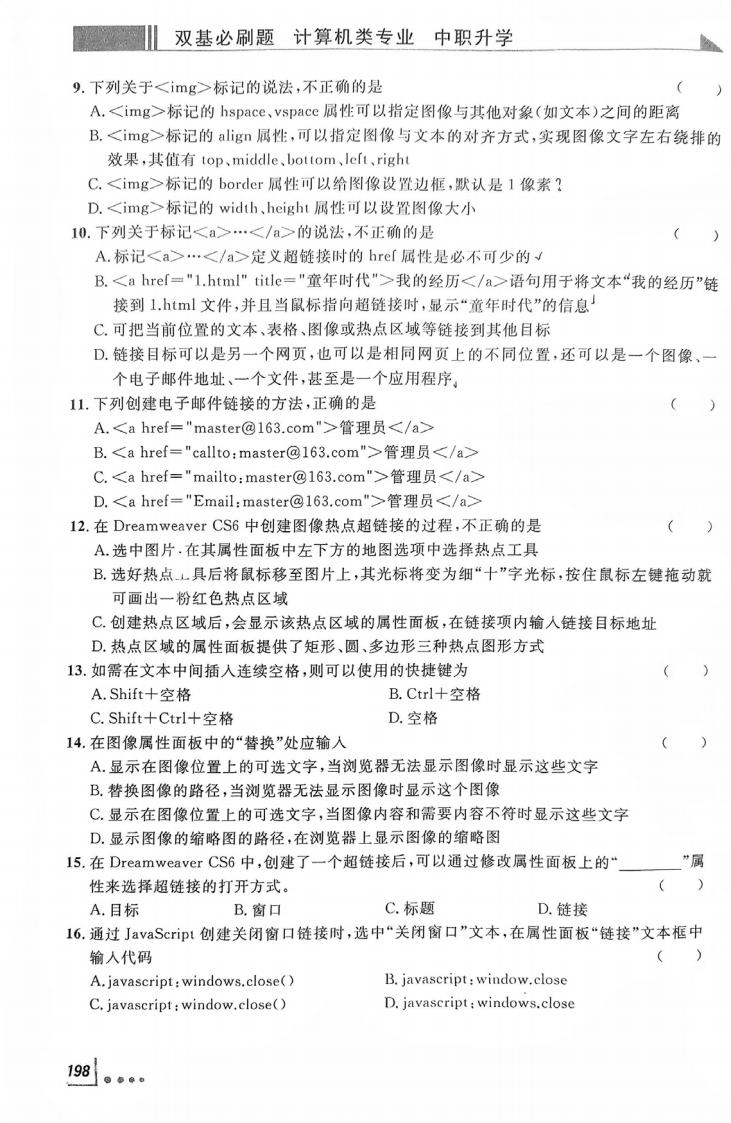 双基必刷题 计算机类专业 中职升学
9. 下列关于<img>标记的说法,不正确的是 ( )
A. <img>标记的 hspace、vspace 属性可以指定图像与其他对象(如文本)之间的距离
B. <img>标记的 align 属性,可以指定图像与文本的对齐方式,实现图像文字左右绕排的
效果,其值有 top、middle、bottom、left、right
C. <img>标记的 border 属性可以给图像设置边框,默认是 1 像素?
D. <img>标记的 width、height 属性可以设置图像大小
10. 下列关于标记<a>…</a>的说法,不正确的是 ( )
A. 标记<a>…</a>定义超链接时的 href 属性是必不可少的 √
B. <a href="1.html" title="童年时代">我的经历</a>语句用于将文本“我的经历”链
接到 1.html 文件,并且当鼠标指向超链接时,显示“童年时代”的信息
C. 可把当前位置的文本、表格、图像或热点区域等链接到其他目标
D. 链接目标可以是另一个网页,也可以是相同网页上的不同位置,还可以是一个图像、一
个电子邮件地址、一个文件,甚至是一个应用程序
11. 下列创建电子邮件链接的方法,正确的是 ( )
A. <a href="master@163.com">管理员</a>
B. <a href="callto:master@163.com">管理员</a>
C. <a href="mailto:master@163.com">管理员</a>
D. <a href="Email:master@163.com">管理员</a>
12. 在 Dreamweaver CS6 中创建图像热点超链接的过程,不正确的是 ( )
A. 选中图片,在其属性面板中左下方的地图选项中选择热点工具
B. 选好热点工具后将鼠标移至图片上,其光标将变为细“十”字光标,按住鼠标左键拖动就
可画出一粉红色热点区域
C. 创建热点区域后,会显示该热点区域的属性面板,在链接项内输入链接目标地址
D. 热点区域的属性面板提供了矩形、圆、多边形三种热点图形方式
13. 如需在文本中间插入连续空格,则可以使用的快捷键为 ( )
A. Shift+空格 B. Ctrl+空格
C. Shift+Ctrl+空格 D. 空格
14. 在图像属性面板中的“替换”处应输入 ( )
A. 显示在图像位置上的可选文字,当浏览器无法显示图像时显示这些文字
B. 替换图像的路径,当浏览器无法显示图像时显示这个图像
C. 显示在图像位置上的可选文字,当图像内容和需要内容不符时显示这些文字
D. 显示图像的缩略图的路径,在浏览器上显示图像的缩略图
15. 在 Dreamweaver CS6 中,创建了一个超链接后,可以通过修改属性面板上的“________”属
性来选择超链接的打开方式。 ( )
A. 目标 B. 窗口 C. 标题 D. 链接
16. 通过 JavaScript 创建关闭窗口链接时,选中“关闭窗口”文本,在属性面板“链接”文本框中
输入代码 ( )
A. javascript:windows.close() B. javascript:window.close
C. javascript:window.close() D. javascript:windows.close
198